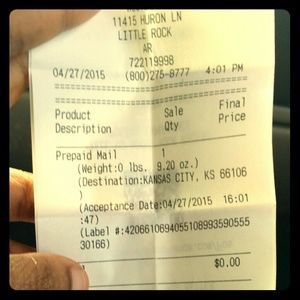 11415 HURON LN
LITTLE ROCK
AR
722119998
04/27/2015 (800)275-8777 4:01 PM
Product Sale Final
Description Qty Price
Prepaid Mail 1
(Weight:0 lbs. 9.20 oz.)
(Destination:KANSAS CITY, KS 66106
)
(Acceptance Date:04/27/2015 16:01
:47)
(Label #:420661069405510899359055
530166)
$0.00